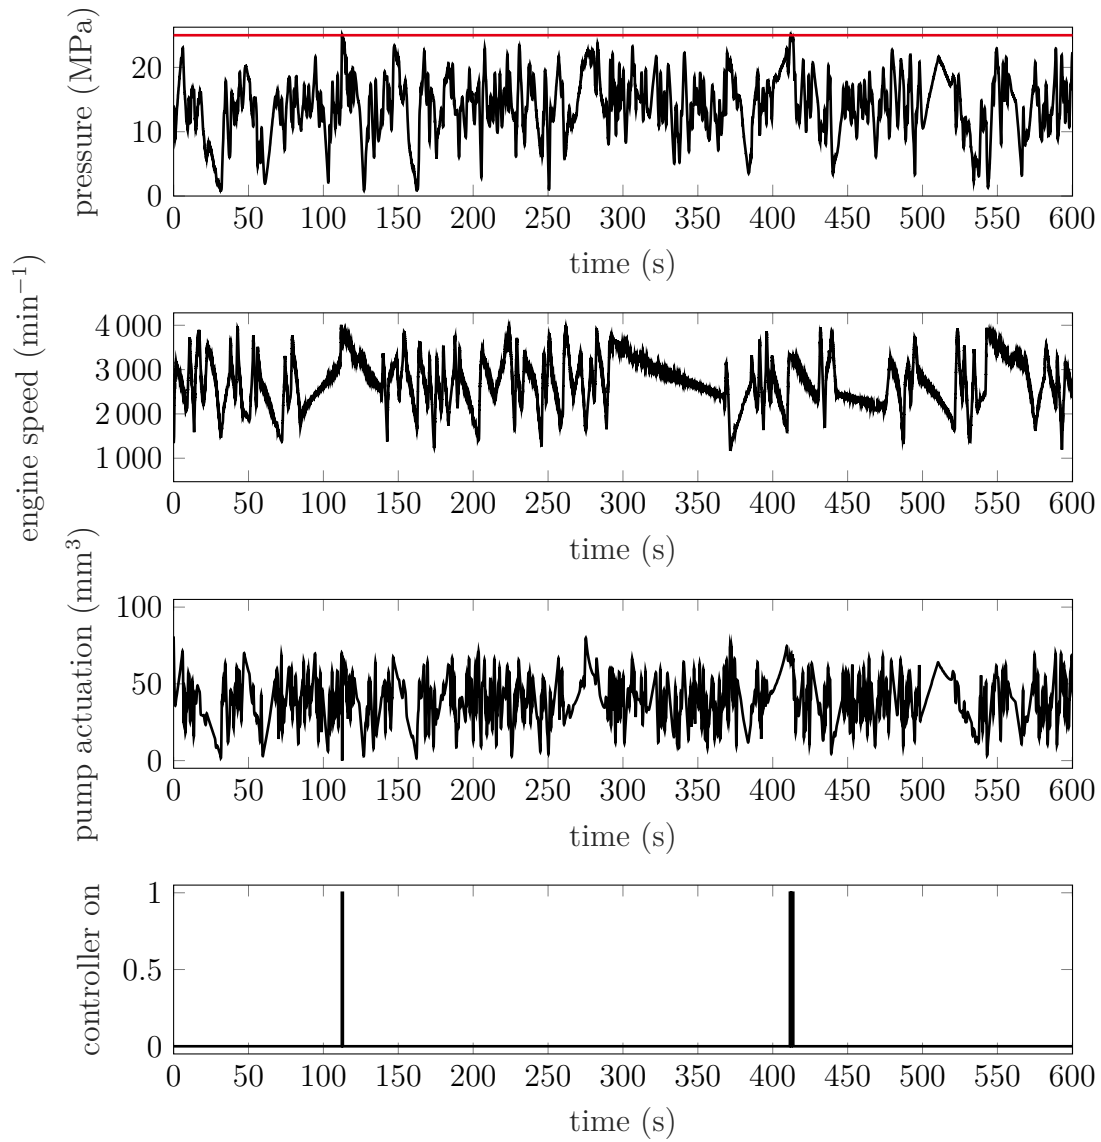 pressure (MPa)
20
10
0
0 50 100 150 200 250 300 350 400 450 500 550 600
time (s)
engine speed (min⁻¹)
4 000
3 000
2 000
1 000
0 50 100 150 200 250 300 350 400 450 500 550 600
time (s)
pump actuation (mm³)
100
50
0
0 50 100 150 200 250 300 350 400 450 500 550 600
time (s)
controller on
1
0.5
0
0 50 100 150 200 250 300 350 400 450 500 550 600
time (s)